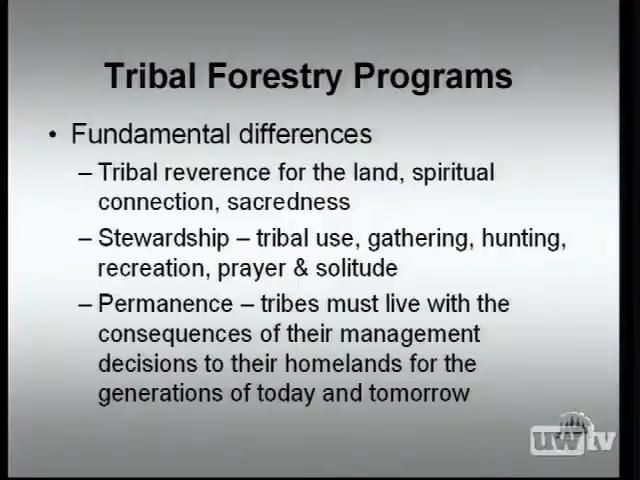 Tribal Forestry Programs
• Fundamental differences
– Tribal reverence for the land, spiritual
connection, sacredness
– Stewardship – tribal use, gathering, hunting,
recreation, prayer & solitude
– Permanence – tribes must live with the
consequences of their management
decisions to their homelands for the
generations of today and tomorrow
uwtv